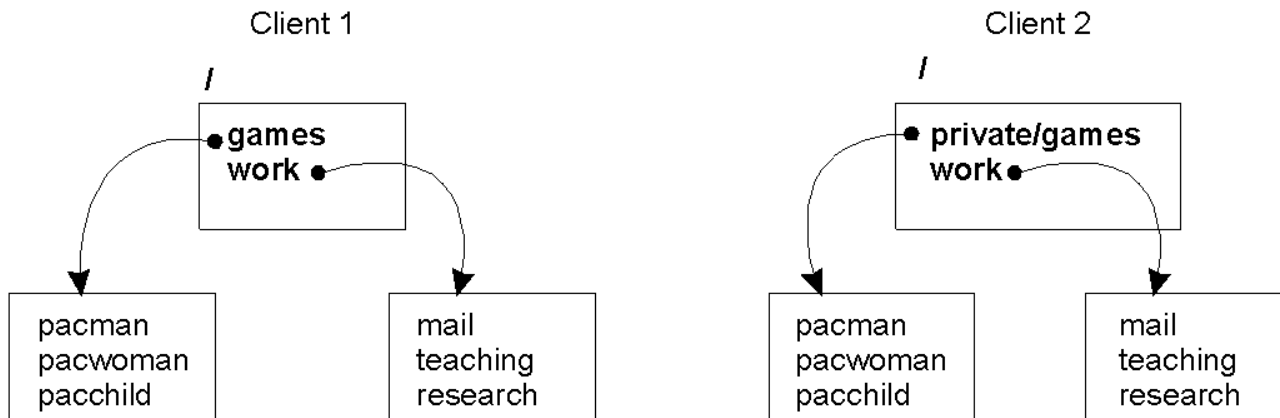 Client 1
/
games
work
pacman
pacwoman
pacchild
mail
teaching
research
Client 2
/
private/games
work
pacman
pacwoman
pacchild
mail
teaching
research